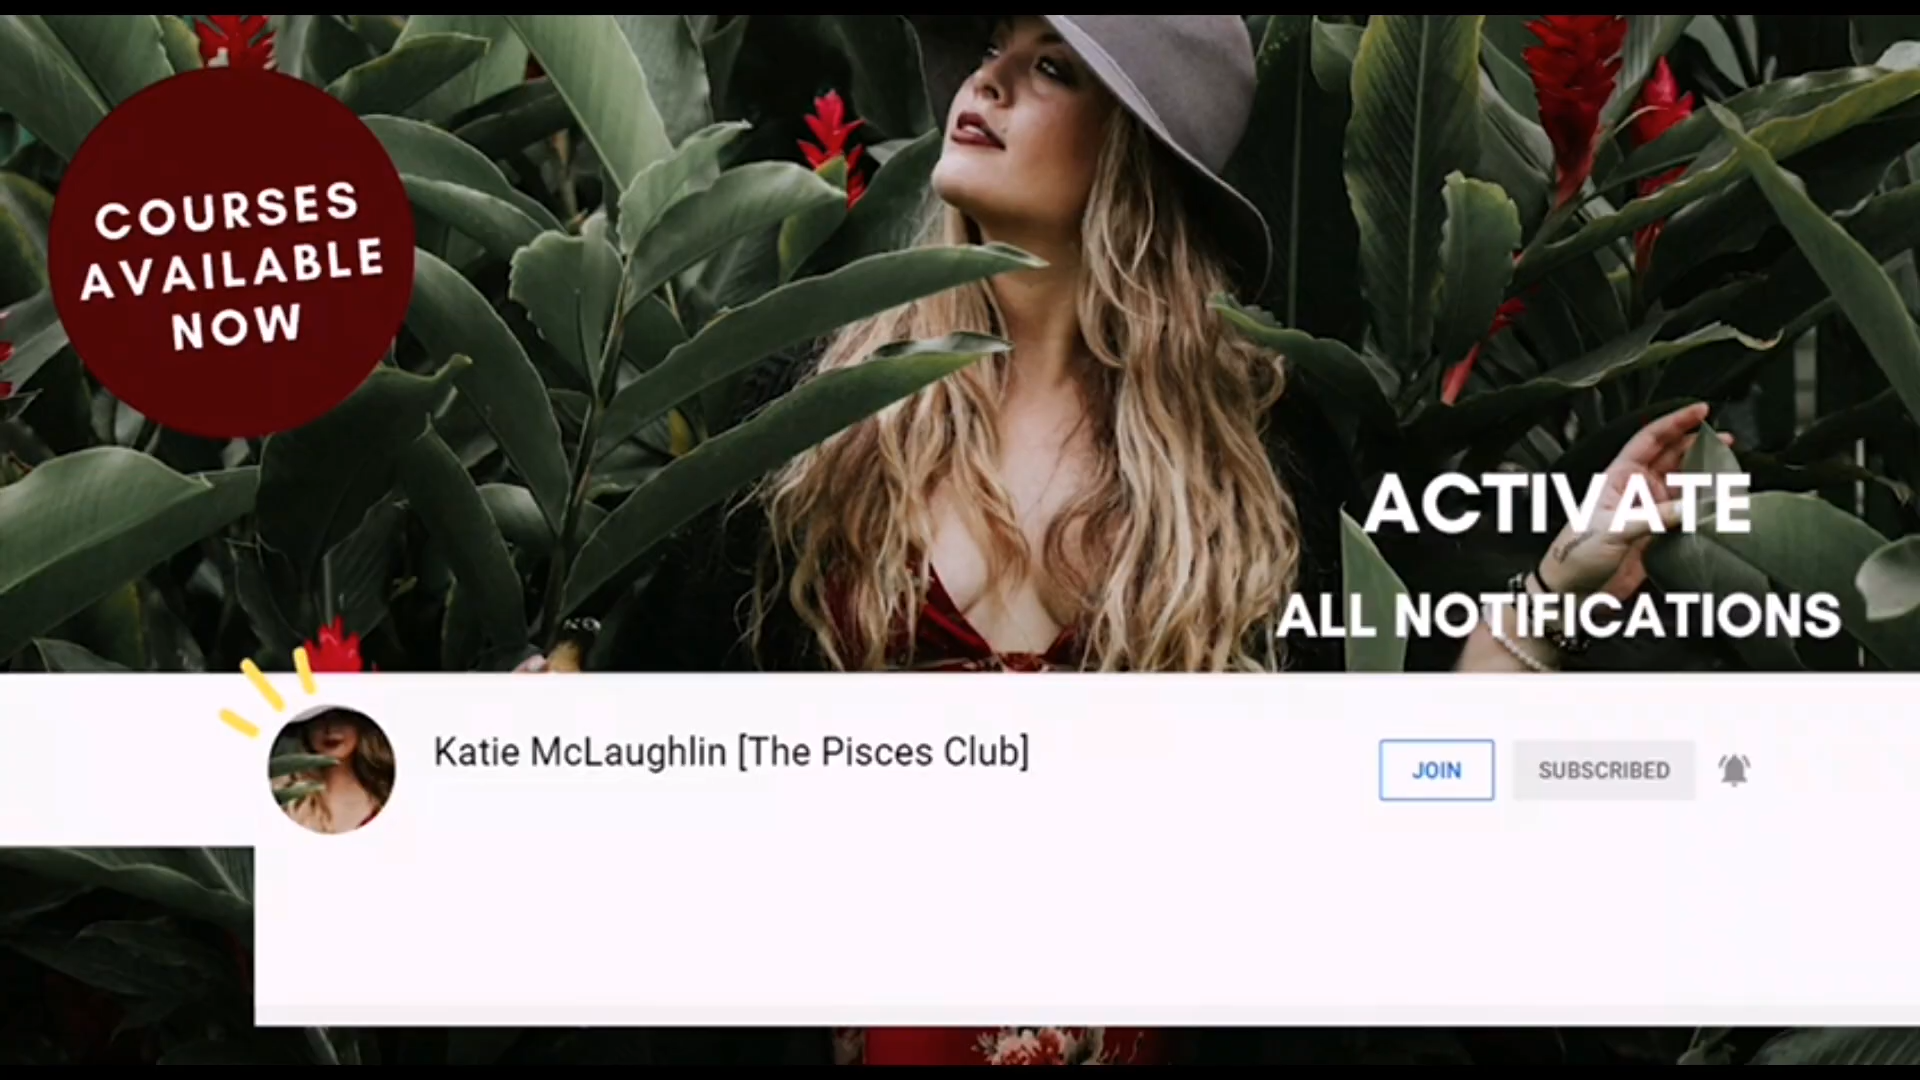 COURSES
AVAILABLE
NOW
ACTIVATE
ALL NOTIFICATIONS
Katie McLaughlin [The Pisces Club]
JOIN
SUBSCRIBED